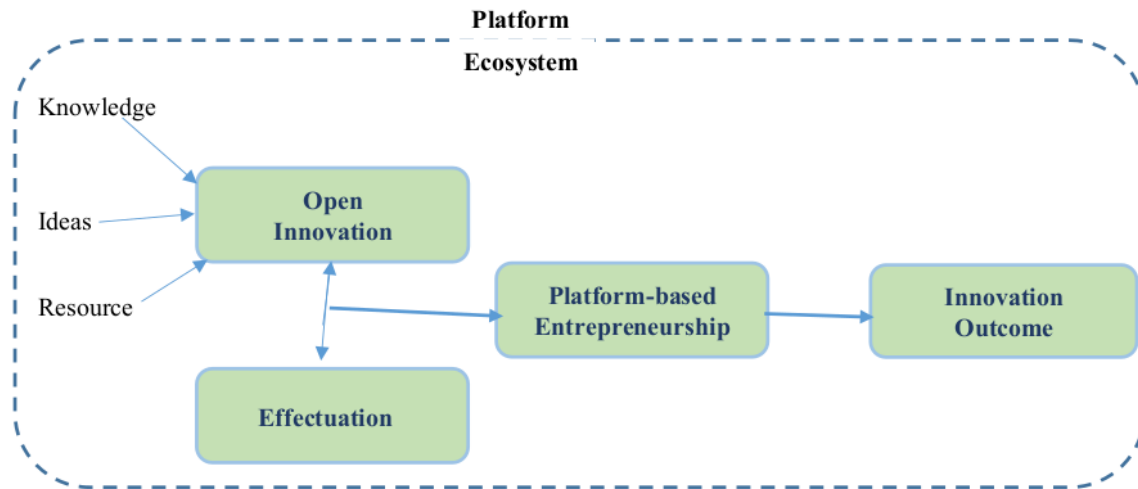 Platform
Ecosystem
Knowledge
Ideas
Resource
Open
Innovation
Platform-based
Entrepreneurship
Innovation
Outcome
Effectuation